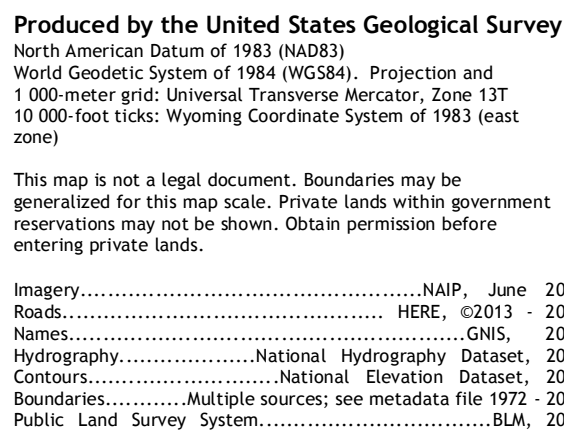 Produced by the United States Geological Survey
North American Datum of 1983 (NAD83)
World Geodetic System of 1984 (WGS84). Projection and
1 000-meter grid: Universal Transverse Mercator, Zone 13T
10 000-foot ticks: Wyoming Coordinate System of 1983 (east
zone)
This map is not a legal document. Boundaries may be
generalized for this map scale. Private lands within government
reservations may not be shown. Obtain permission before
entering private lands.
Imagery..................................................NAIP, June 20
Roads.............................................. HERE, ©2013 - 20
Names.........................................................GNIS, 20
Hydrography....................National Hydrography Dataset, 20
Contours............................National Elevation Dataset, 20
Boundaries............Multiple sources; see metadata file 1972 - 20
Public Land Survey System..................................BLM, 20